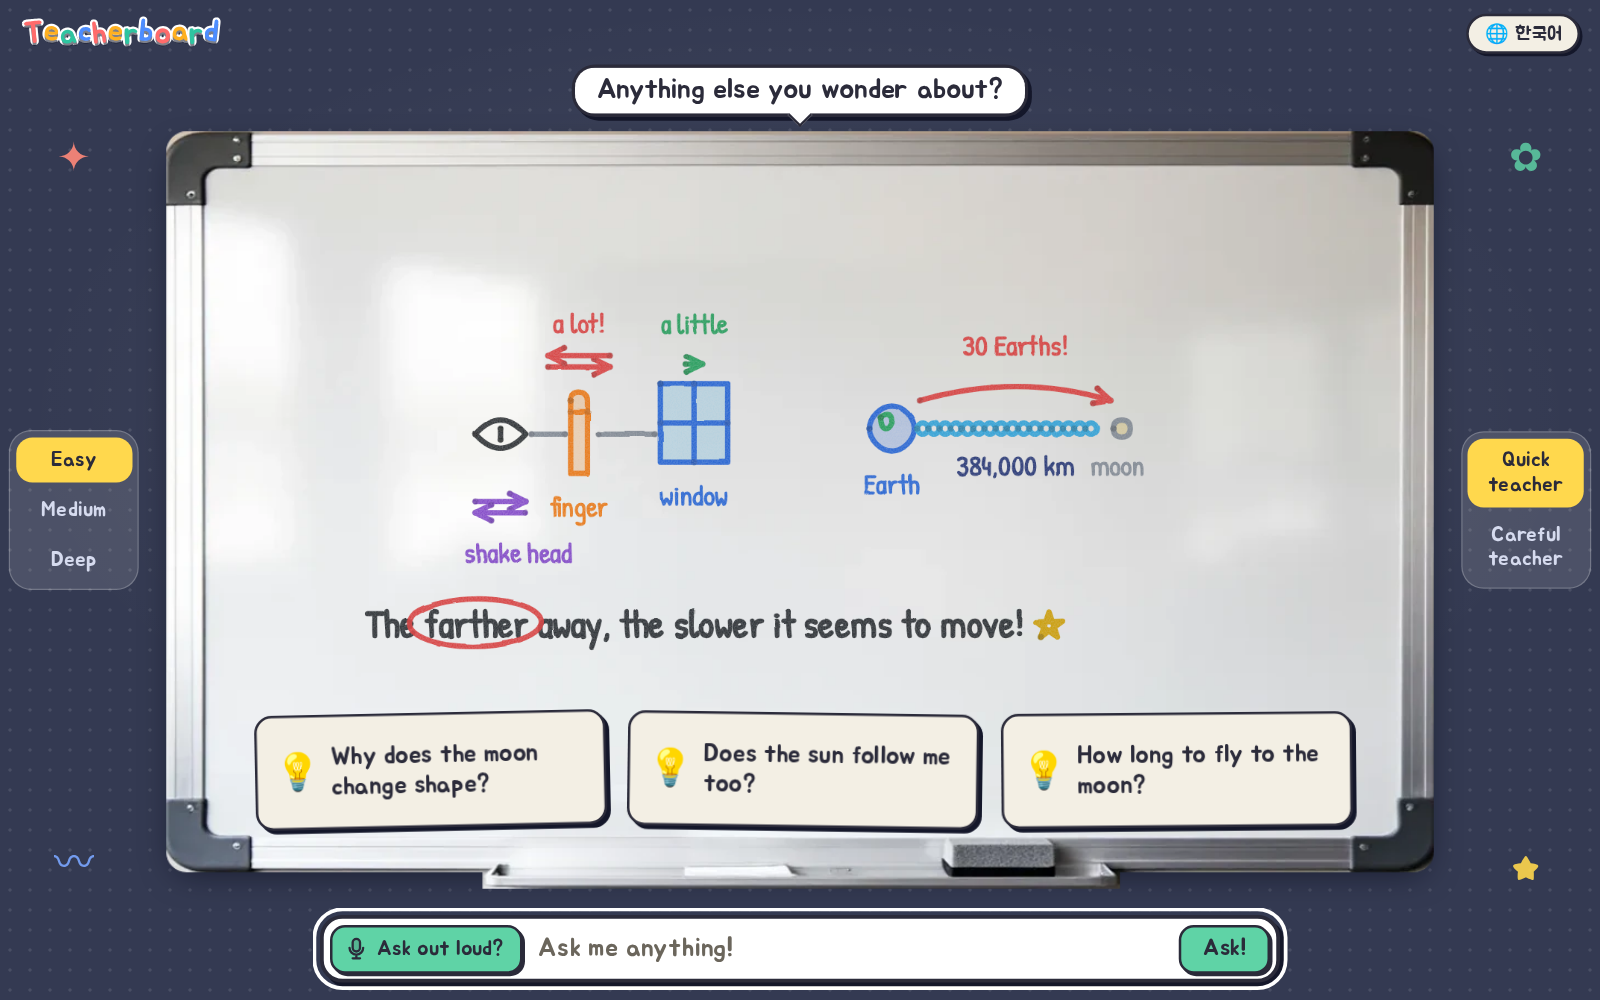 Teacherboard
한국어
Anything else you wonder about?
a lot!
a little
finger
window
shake head
30 Earths!
384,000 km
moon
Earth
The farther away, the slower it seems to move!
Easy
Medium
Deep
Quick
teacher
Careful
teacher
Why does the moon
change shape?
Does the sun follow me
too?
How long to fly to the
moon?
Ask out loud?
Ask me anything!
Ask!